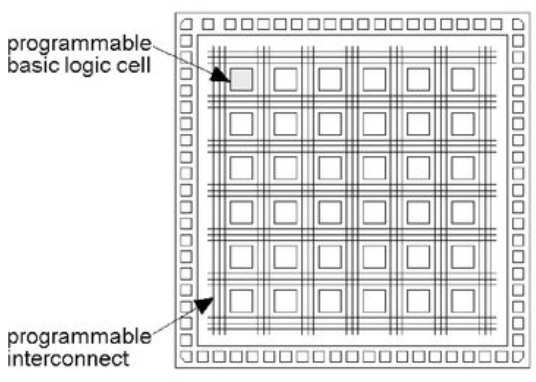 programmable
basic logic cell
programmable
interconnect